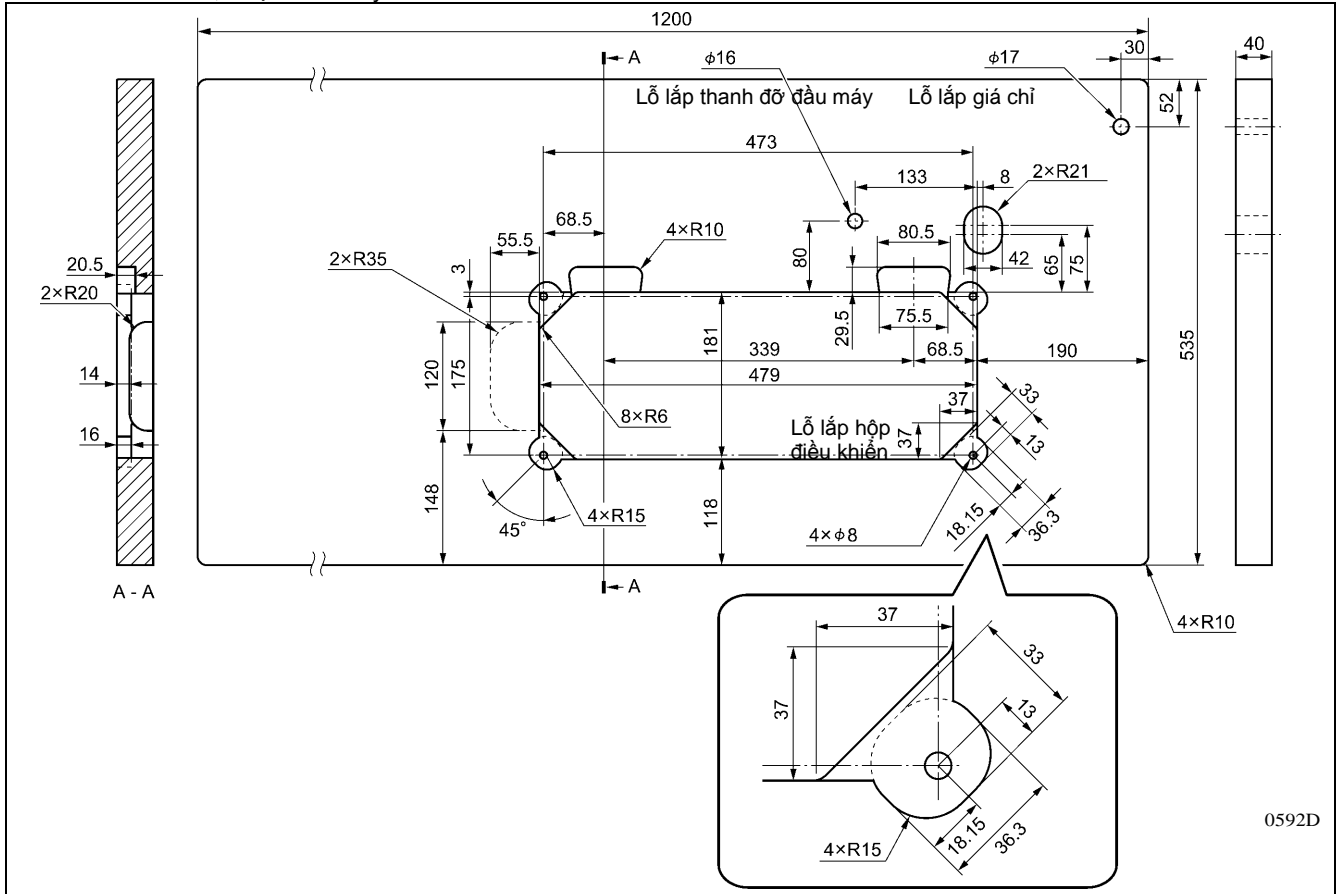 1200
A
φ16
φ17
30
40
Lỗ lắp thanh đỡ đầu máy
Lỗ lắp giá chỉ
52
473
133
8
2×R21
68.5
4×R10
55.5
80.5
2×R35
3
80
42
65
75
20.5
2×R20
29.5
75.5
181
339
68.5
190
535
120
175
14
479
37
33
8×R6
Lỗ lắp hộp
điều khiển
37
13
16
148
118
45°
4×R15
4×φ8
18.15
36.3
A
A - A
37
4×R10
33
37
13
18.15
36.3
4×R15
0592D